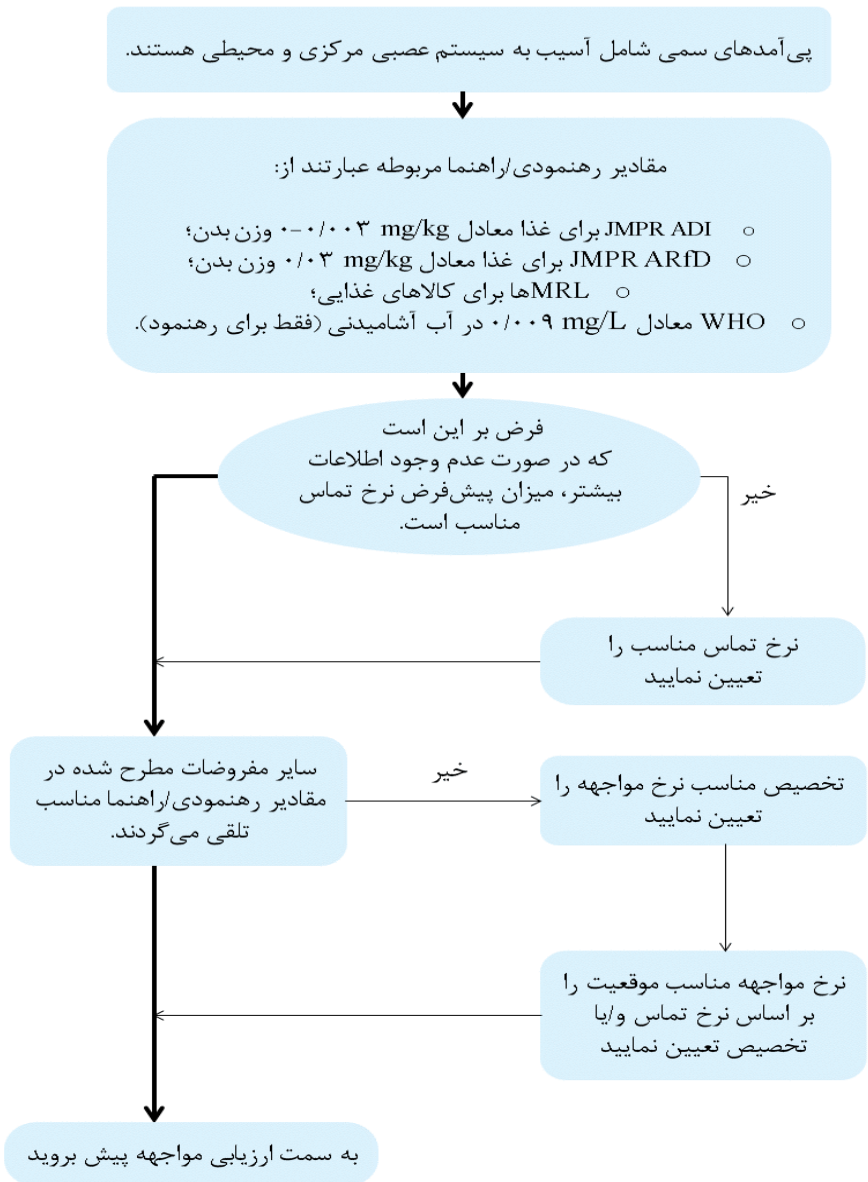 پی‌آمدهای سمی شامل آسیب به سیستم عصبی مرکزی و محیطی هستند.
مقادیر رهنمودی/راهنما مربوطه عبارتند از:
○ JMPR ADI برای غذا معادل ۰-۰/۰۰۳ mg/kg وزن بدن؛
○ JMPR ARfD برای غذا معادل ۰/۰۳ mg/kg وزن بدن؛
○ MRLها برای کالاهای غذایی؛
○ WHO معادل ۰/۰۰۹ mg/L در آب آشامیدنی (فقط برای رهنمود).
فرض بر این است
که در صورت عدم وجود اطلاعات
بیشتر، میزان پیش‌فرض نرخ تماس
مناسب است.
خیر
نرخ تماس مناسب را
تعیین نمایید
سایر مفروضات مطرح شده در
مقادیر رهنمودی/راهنما مناسب
تلقی می‌گردند.
خیر
تخصیص مناسب نرخ مواجهه را
تعیین نمایید
نرخ مواجهه مناسب موقعیت را
بر اساس نرخ تماس و/یا
تخصیص تعیین نمایید
به سمت ارزیابی مواجهه پیش بروید